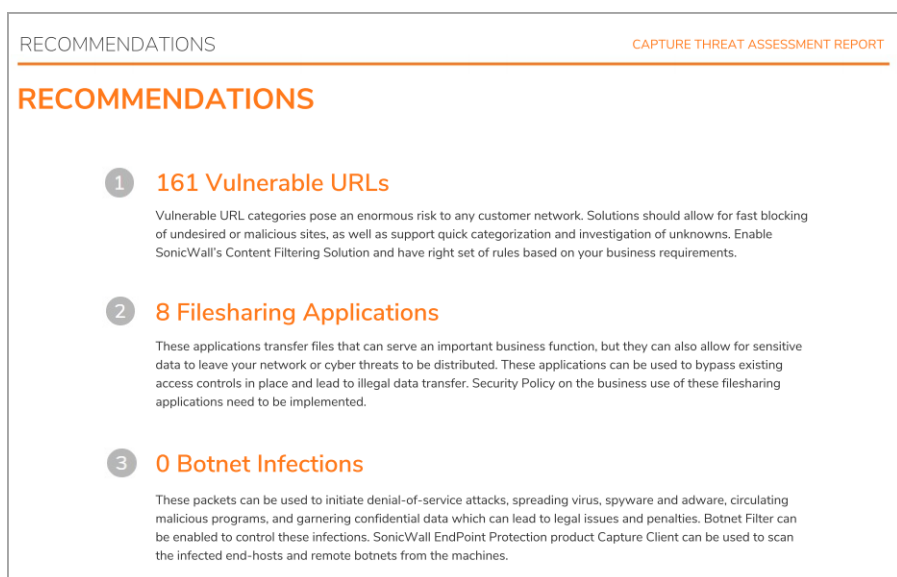 RECOMMENDATIONS
CAPTURE THREAT ASSESSMENT REPORT
RECOMMENDATIONS
1
161 Vulnerable URLs
Vulnerable URL categories pose an enormous risk to any customer network. Solutions should allow for fast blocking
of undesired or malicious sites, as well as support quick categorization and investigation of unknowns. Enable
SonicWall's Content Filtering Solution and have right set of rules based on your business requirements.
2
8 Filesharing Applications
These applications transfer files that can serve an important business function, but they can also allow for sensitive
data to leave your network or cyber threats to be distributed. These applications can be used to bypass existing
access controls in place and lead to illegal data transfer. Security Policy on the business use of these filesharing
applications need to be implemented.
3
0 Botnet Infections
These packets can be used to initiate denial-of-service attacks, spreading virus, spyware and adware, circulating
malicious programs, and garnering confidential data which can lead to legal issues and penalties. Botnet Filter can
be enabled to control these infections. SonicWall EndPoint Protection product Capture Client can be used to scan
the infected end-hosts and remote botnets from the machines.